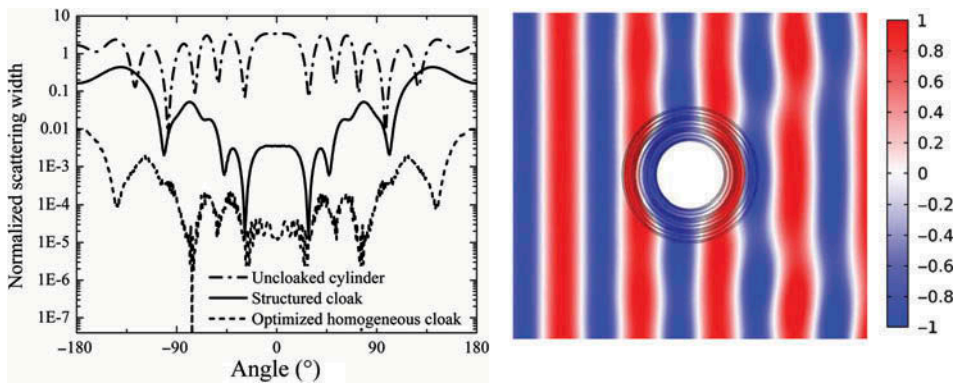 Normalized scattering width
10
1
0.1
0.01
1E-3
1E-4
1E-5
1E-6
1E-7
Uncloaked cylinder
Structured cloak
Optimized homogeneous cloak
−180 −90 0 90 180
Angle (°)
1
0.8
0.6
0.4
0.2
0
−0.2
−0.4
−0.6
−0.8
−1